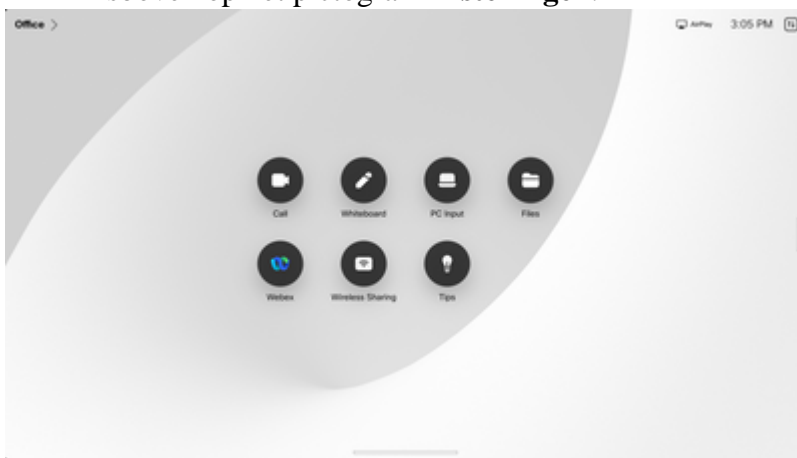 Office >
AirPlay 3:05 PM
Call Whiteboard PC Input Files
Webex Wireless Sharing Tips